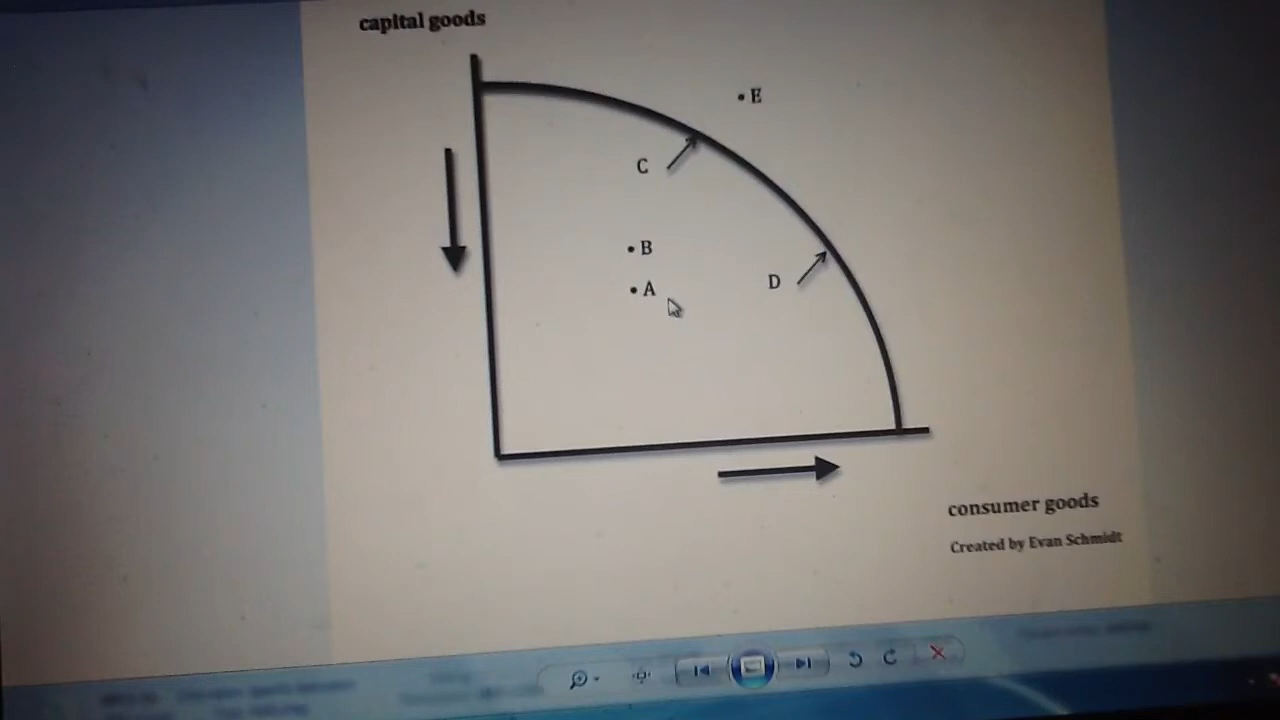 capital goods
• E
C
• B
• A
D
consumer goods
Created by Evan Schmidt